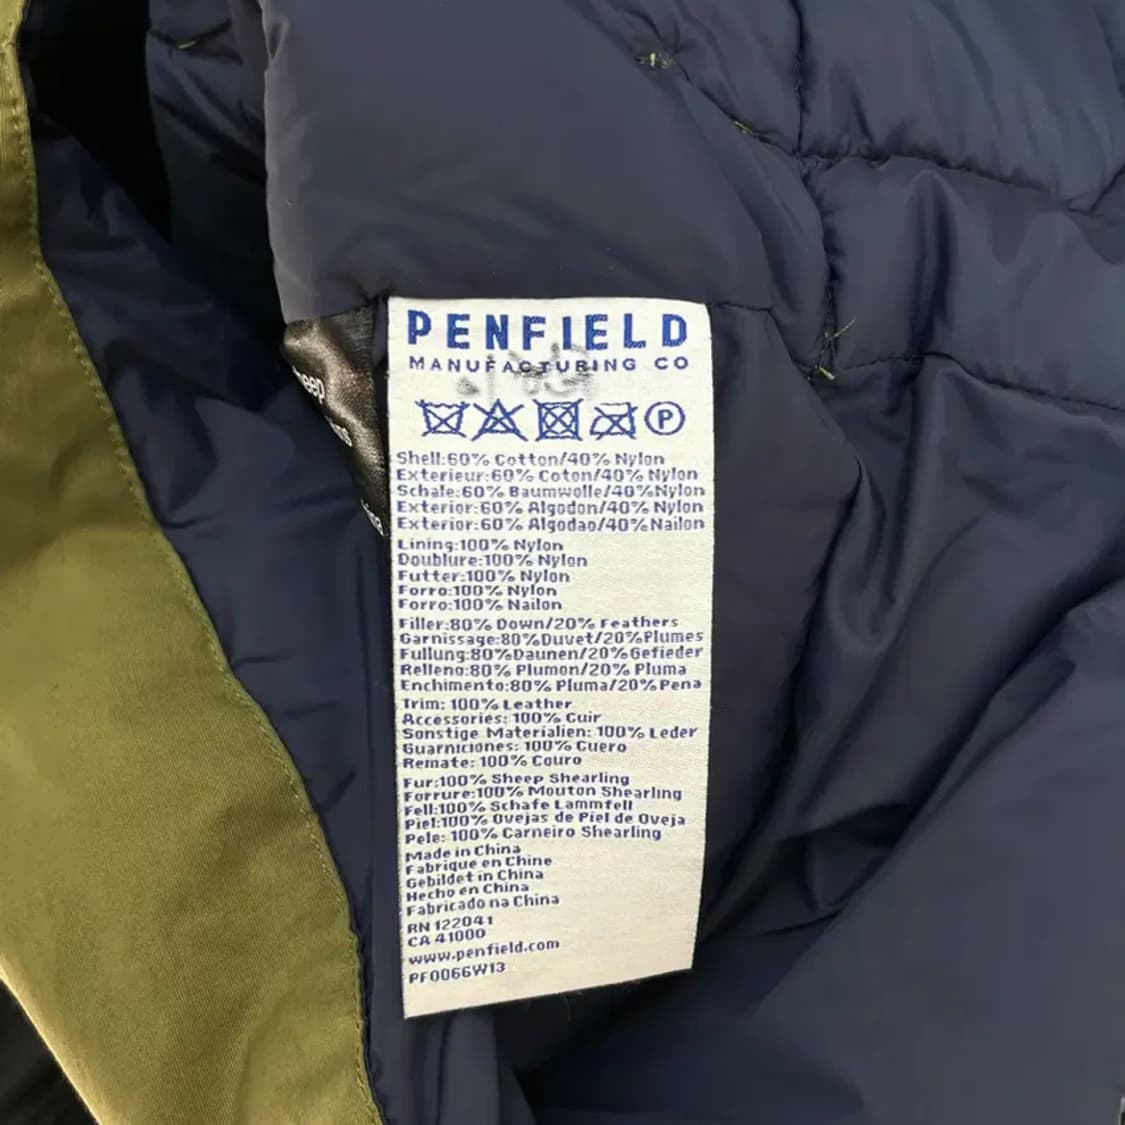 PENFIELD
MANUFACTURING CO
P
Shell:60% Cotton/40% Nylon
Exterieur:60% Coton/40% Nylon
Schale:60% Baumwolle/40%Nylon
Exterior:60% Algodon/40% Nylon
Exterior:60% Algodao/40% Nailon
Lining:100% Nylon
Doublure:100% Nylon
Futter:100% Nylon
Forro:100% Nylon
Forro:100% Nailon
Filler:80% Down/20% Feathers
Garnissage:80%Duvet/20%Plumes
Fullung:80%Daunen/20%Gefieder
Relleno:80% Plumon/20% Pluma
Enchimento:80% Pluma/20%Pena
Trim: 100% Leather
Accessories: 100% Cuir
Sonstige Materialien: 100% Leder
Guarniciones: 100% Cuero
Remate: 100% Couro
Fur:100% Sheep Shearling
Forrure:100% Mouton Shearling
Fell:100% Schafe Lammfell
Piel:100% Ovejas de Piel de Oveja
Pele: 100% Carneiro Shearling
Made in China
Fabrique en Chine
Gebildet in China
Hecho en China
Fabricado na China
RN 122041
CA 41000
www.penfield.com
PF0066W13